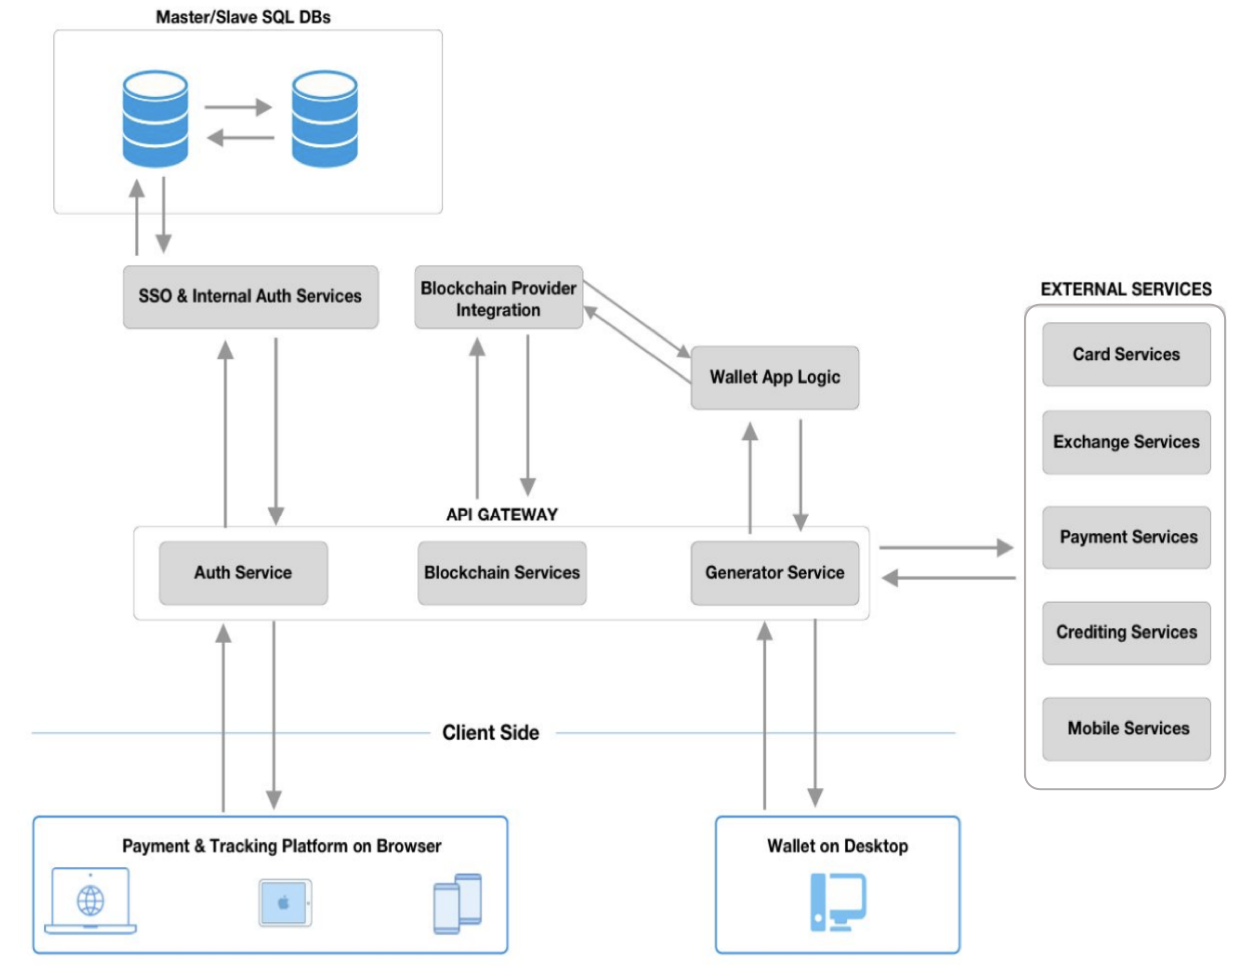 Master/Slave SQL DBs
SSO & Internal Auth Services
Blockchain Provider
Integration
Wallet App Logic
EXTERNAL SERVICES
Card Services
Exchange Services
Payment Services
Crediting Services
Mobile Services
API GATEWAY
Auth Service
Blockchain Services
Generator Service
Client Side
Payment & Tracking Platform on Browser
Wallet on Desktop